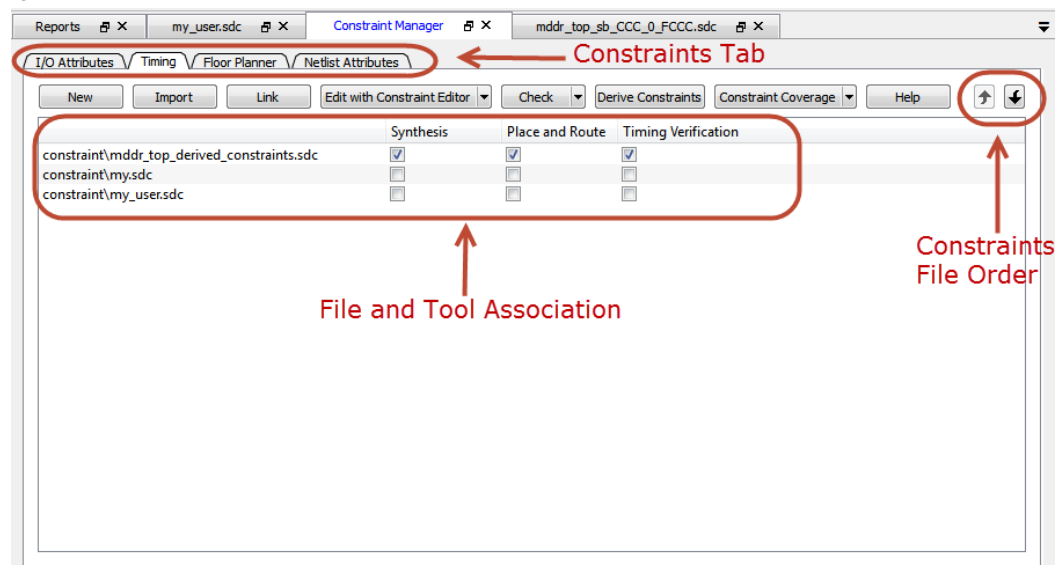 Reports my_user.sdc Constraint Manager mddr_top_sb_CCC_0_FCCC.sdc
Constraints Tab
I/O Attributes Timing Floor Planner Netlist Attributes
New Import Link Edit with Constraint Editor Check Derive Constraints Constraint Coverage Help
Synthesis Place and Route Timing Verification
constraint\mddr_top_derived_constraints.sdc
constraint\my.sdc
constraint\my_user.sdc
Constraints
File Order
File and Tool Association